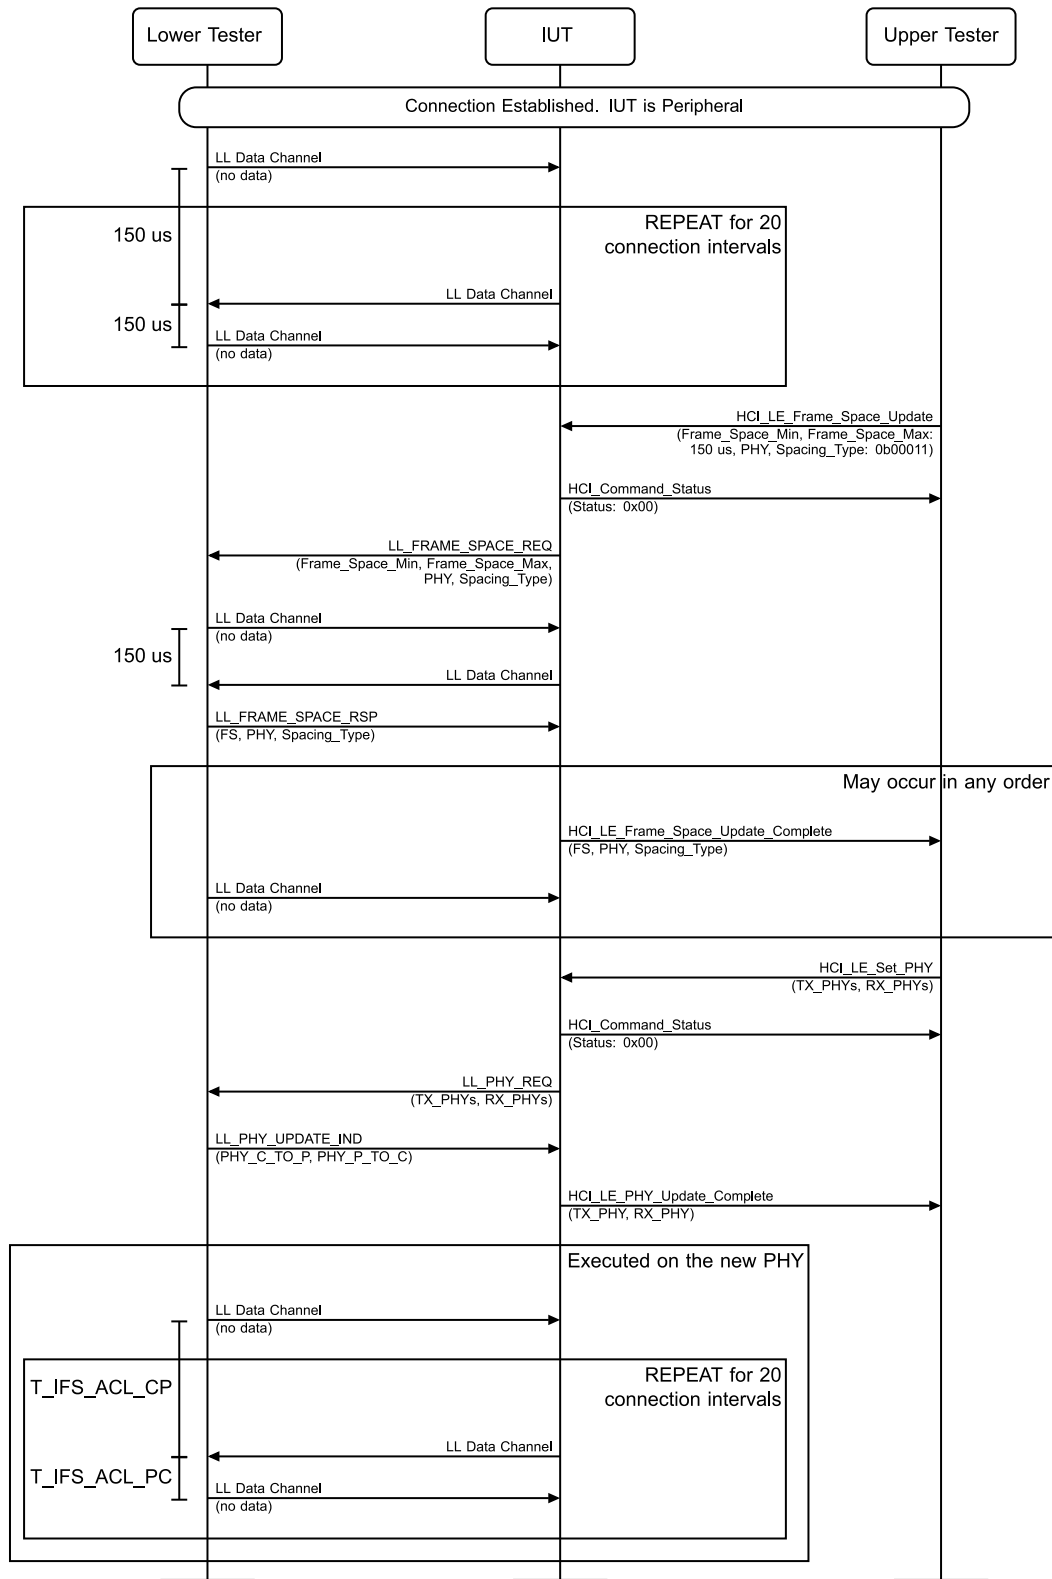 Lower Tester
IUT
Upper Tester
Connection Established. IUT is Peripheral
LL Data Channel
(no data)
REPEAT for 20
connection intervals
150 us
LL Data Channel
150 us
LL Data Channel
(no data)
HCI_LE_Frame_Space_Update
(Frame_Space_Min, Frame_Space_Max:
150 us, PHY, Spacing_Type: 0b00011)
HCI_Command_Status
(Status: 0x00)
LL_FRAME_SPACE_REQ
(Frame_Space_Min, Frame_Space_Max,
PHY, Spacing_Type)
LL Data Channel
(no data)
150 us
LL Data Channel
LL_FRAME_SPACE_RSP
(FS, PHY, Spacing_Type)
May occur in any order
HCI_LE_Frame_Space_Update_Complete
(FS, PHY, Spacing_Type)
LL Data Channel
(no data)
HCI_LE_Set_PHY
(TX_PHYs, RX_PHYs)
HCI_Command_Status
(Status: 0x00)
LL_PHY_REQ
(TX_PHYs, RX_PHYs)
LL_PHY_UPDATE_IND
(PHY_C_TO_P, PHY_P_TO_C)
HCI_LE_PHY_Update_Complete
(TX_PHY, RX_PHY)
Executed on the new PHY
LL Data Channel
(no data)
REPEAT for 20
connection intervals
T_IFS_ACL_CP
LL Data Channel
T_IFS_ACL_PC
LL Data Channel
(no data)